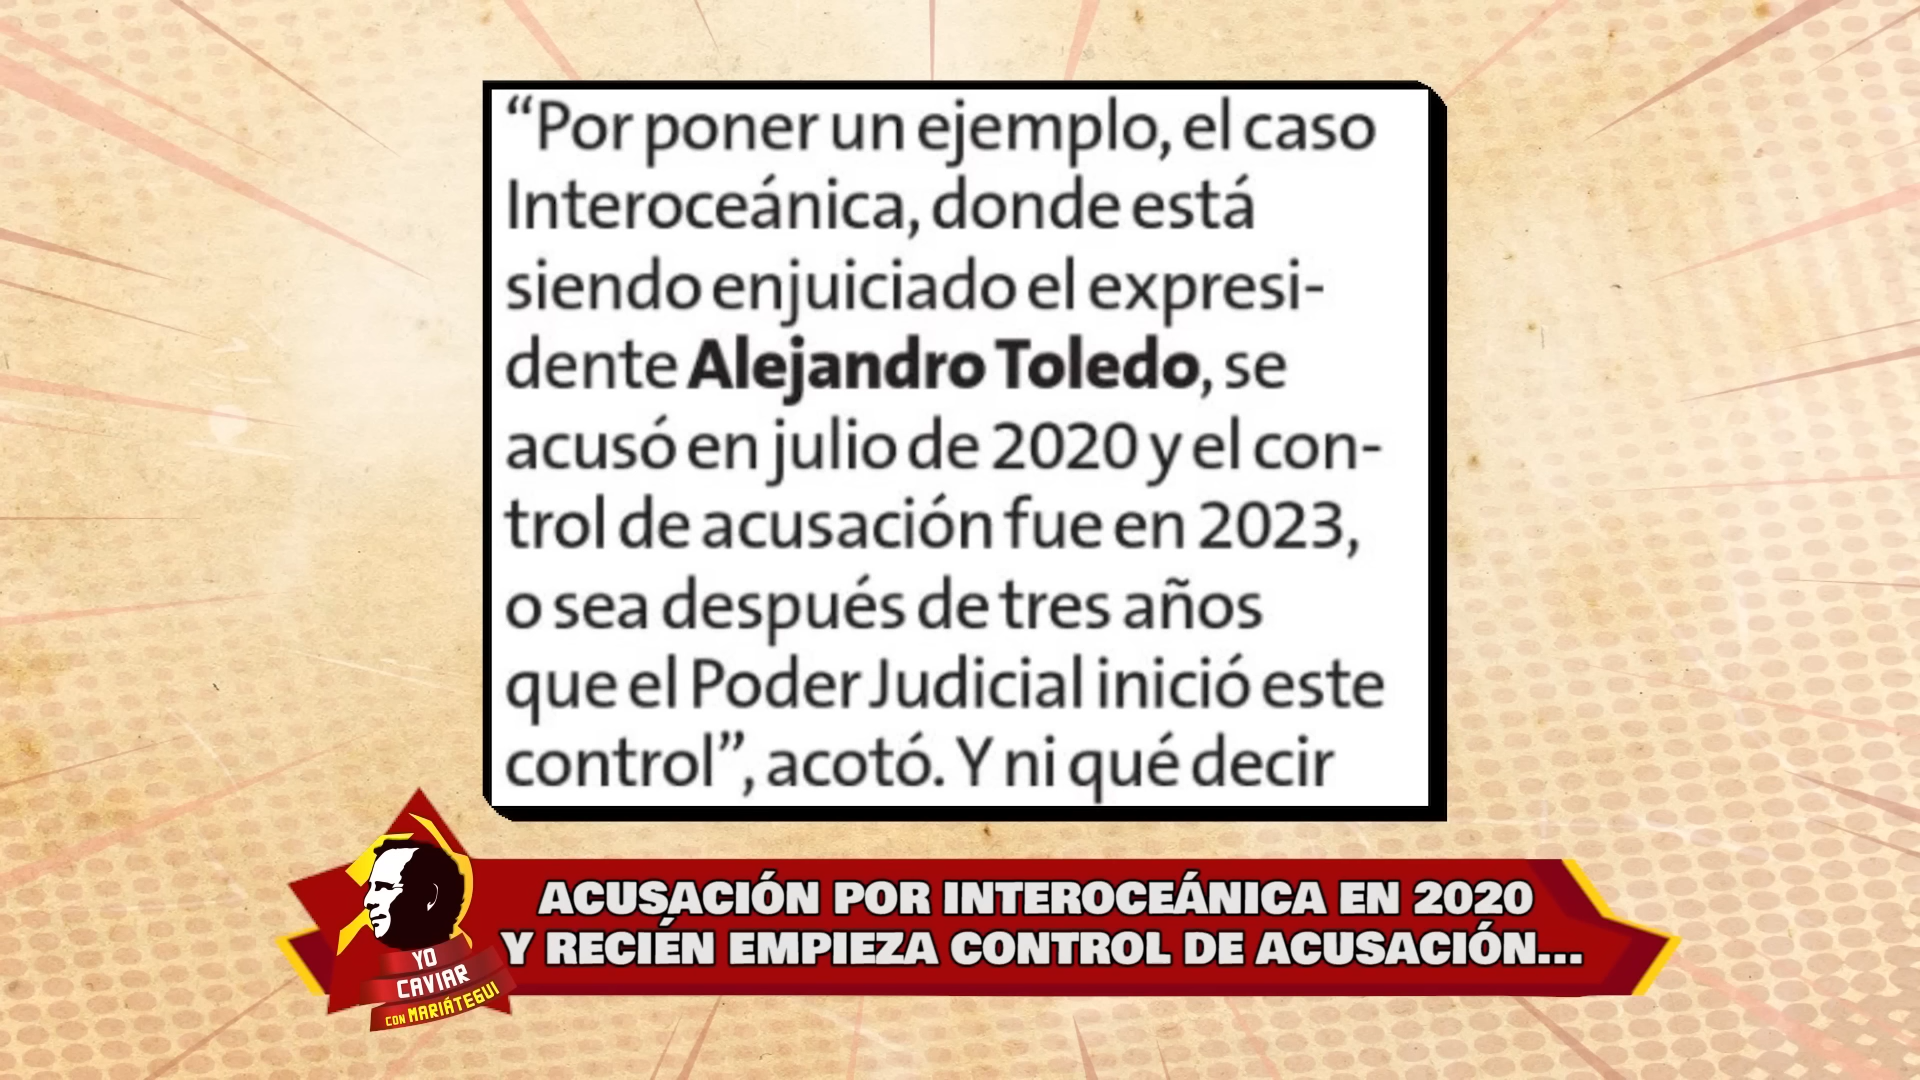 “Por poner un ejemplo, el caso
Interoceánica, donde está
siendo enjuiciado el expresi-
dente Alejandro Toledo, se
acusó en julio de 2020 y el con-
trol de acusación fue en 2023,
o sea después de tres años
que el Poder Judicial inició este
control”, acotó. Y ni qué decir
ACUSACIÓN POR INTEROCEÁNICA EN 2020
Y RECIÉN EMPIEZA CONTROL DE ACUSACIÓN...
YO
CAVIAR
CON MARIÁTEGUI